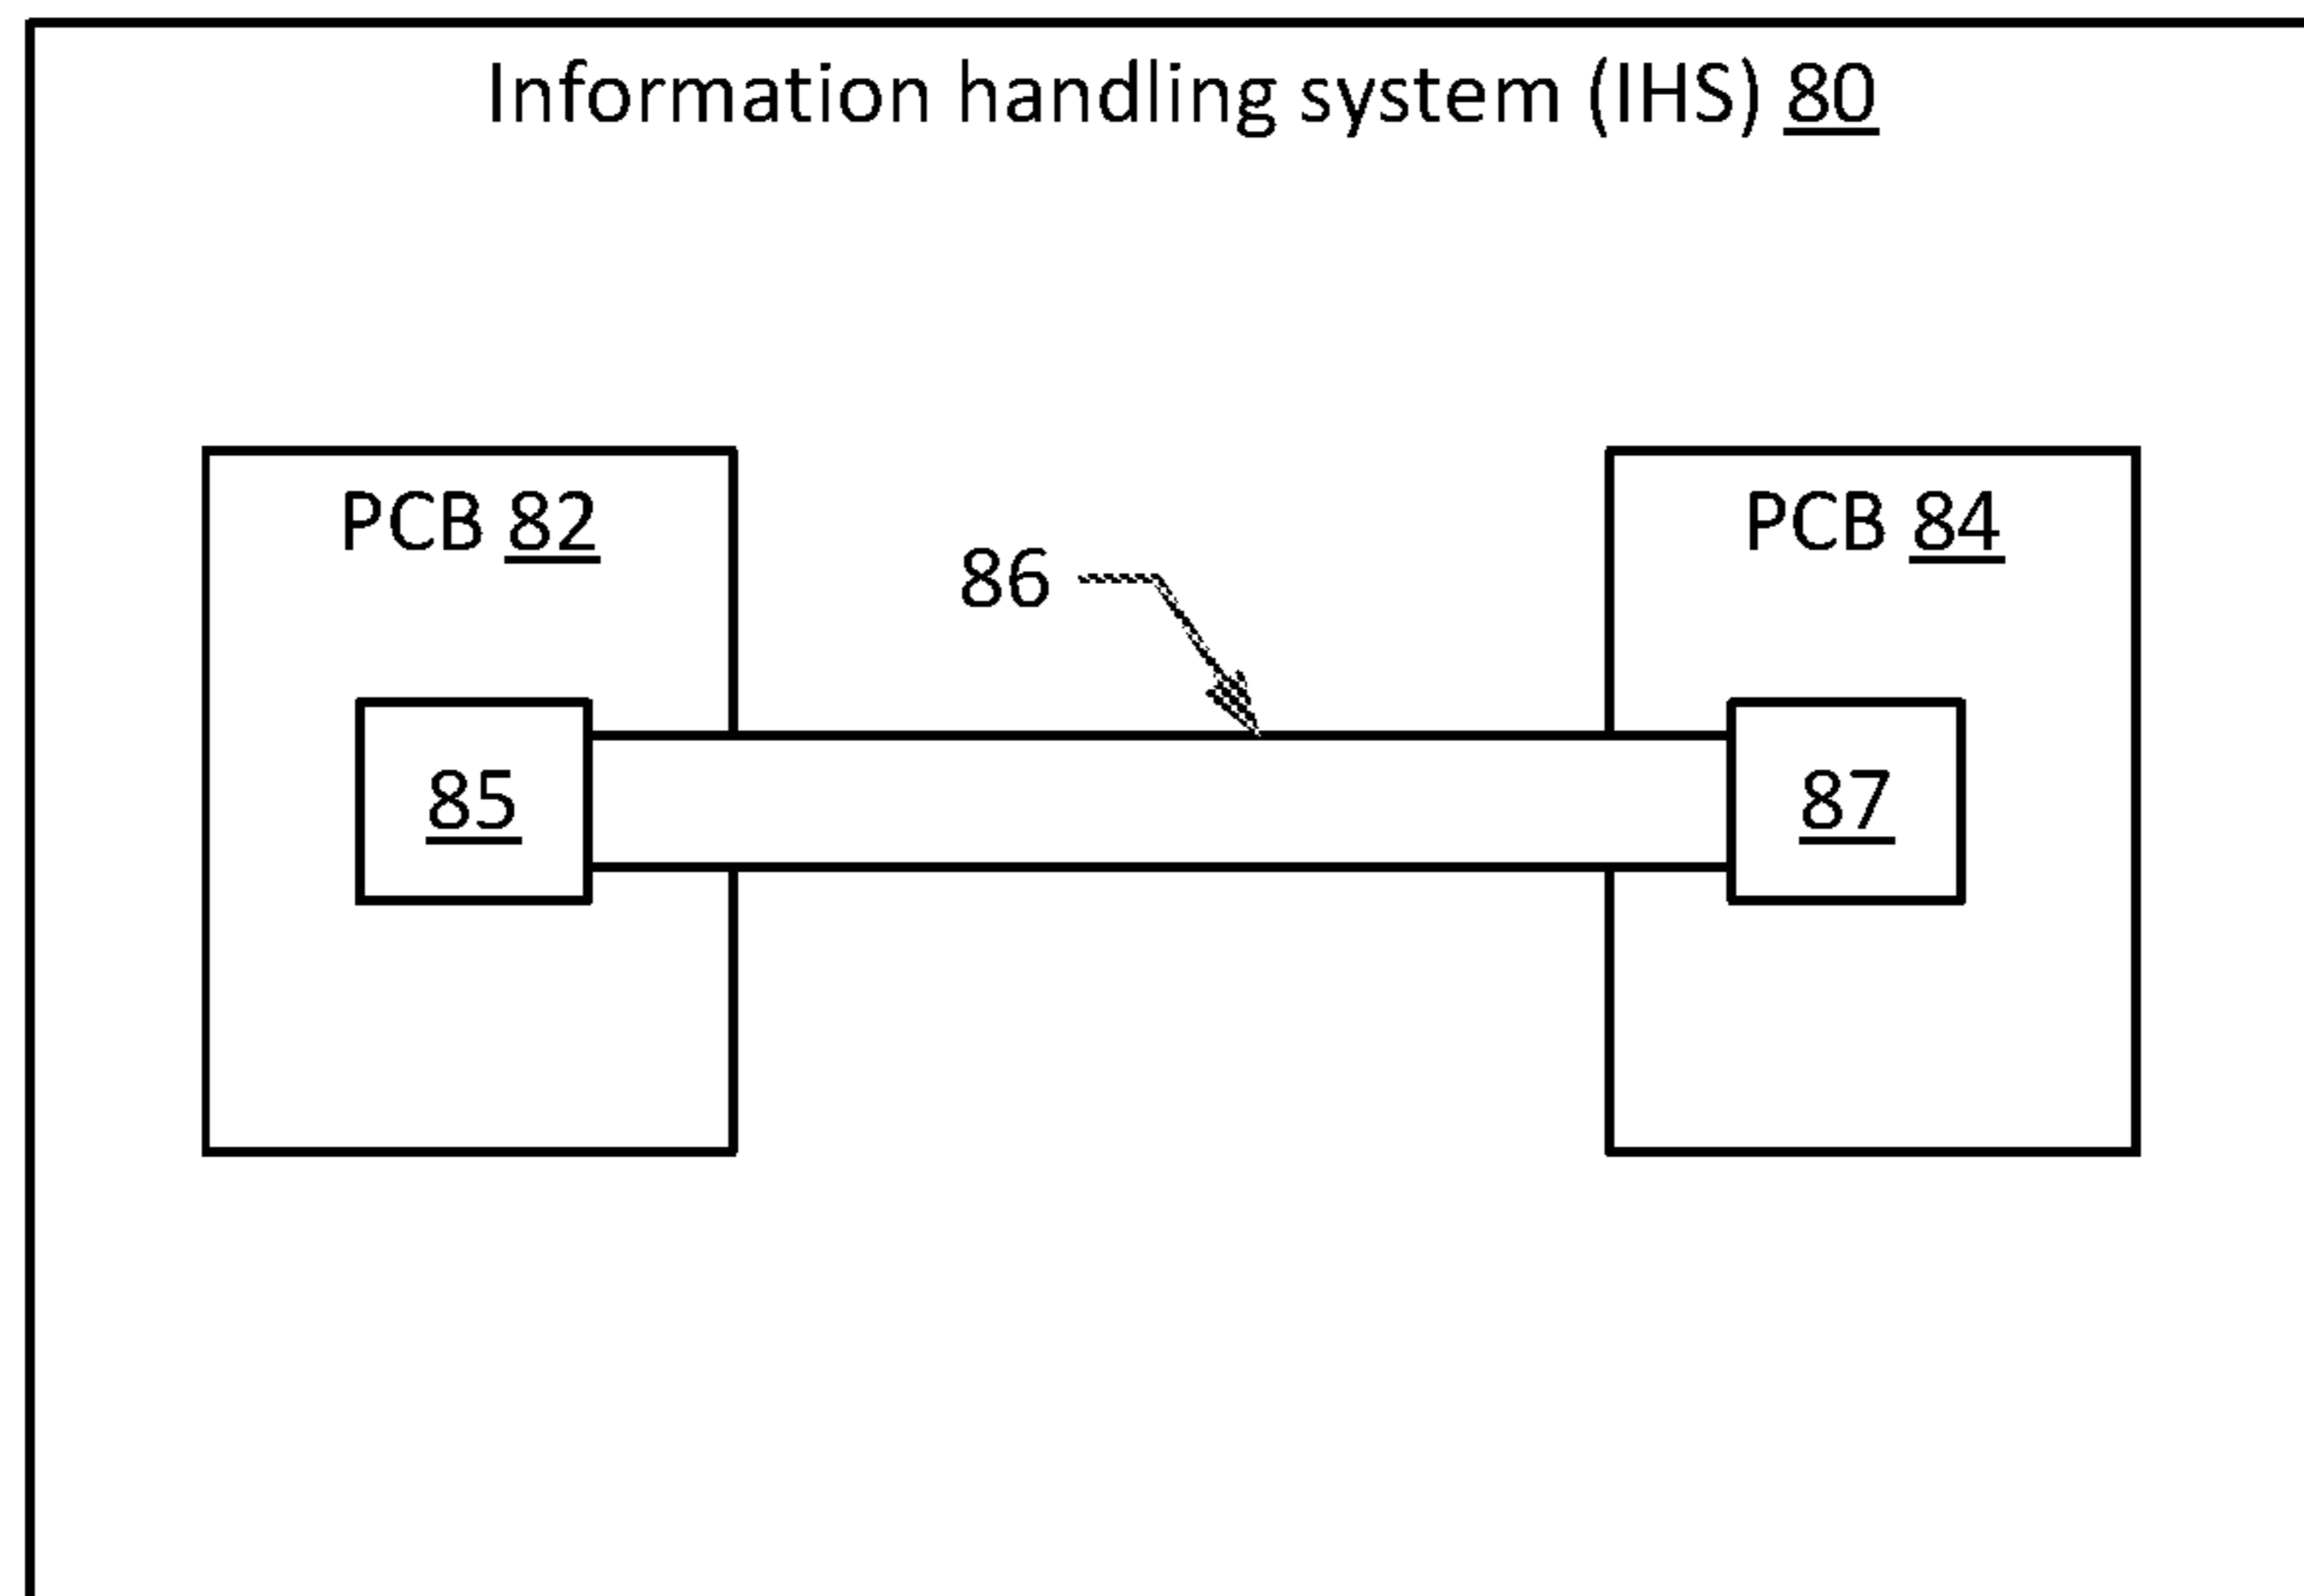 Information handling system (IHS) 80
PCB 82
PCB 84
86
85
87